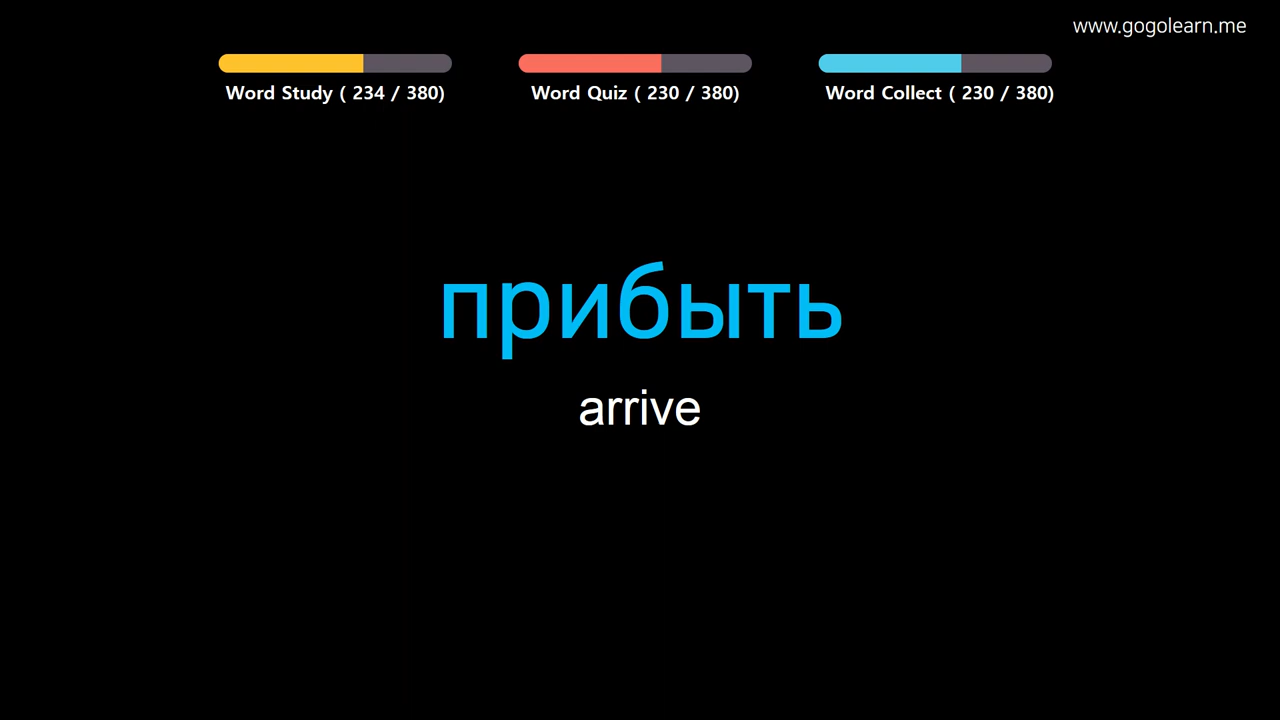 www.gogolearn.me
Word Study ( 234 / 380)
Word Quiz ( 230 / 380)
Word Collect ( 230 / 380)
прибыть
arrive